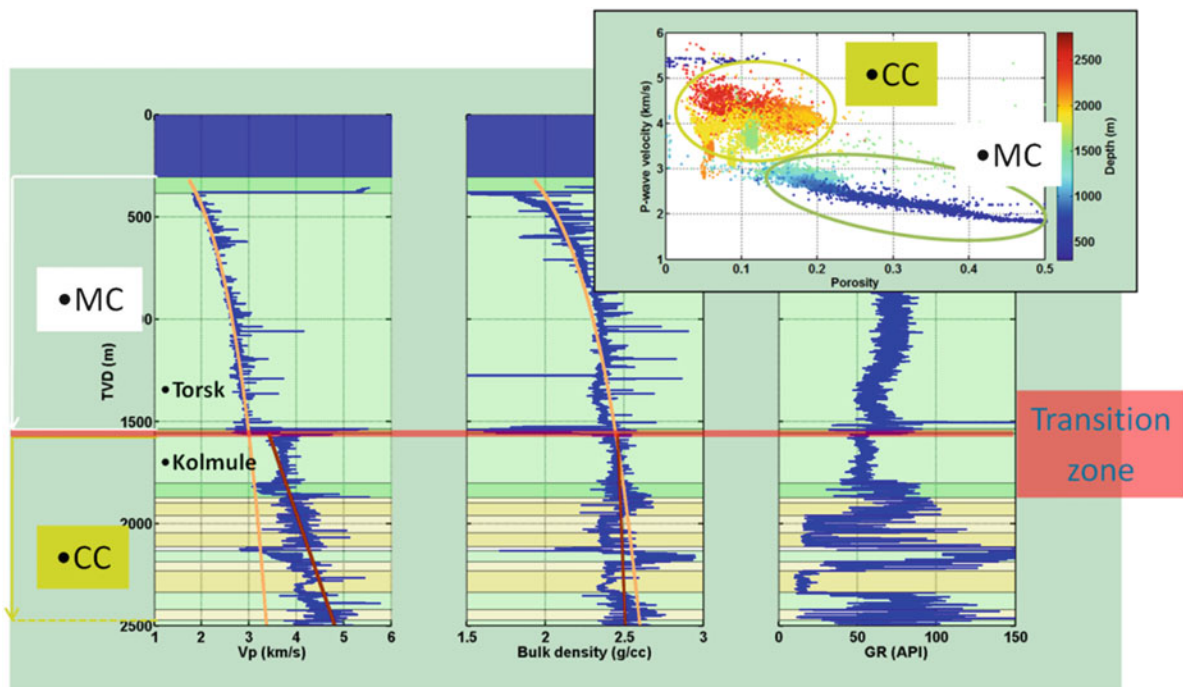 6
5
4
3
2
1
P-wave velocity (km/s)
0
0.1
0.2
0.3
0.4
0.5
Porosity
2500
2000
1500
1000
500
Depth (m)
•CC
•MC
0
500
1500
2000
2500
TVD (m)
•MC
•Torsk
•Kolmule
•CC
Transition
zone
1
2
3
4
5
6
Vp (km/s)
1.5
2
2.5
3
Bulk density (g/cc)
0
50
100
150
GR (API)